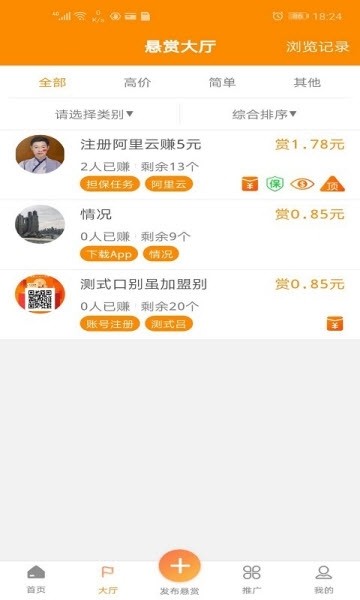 18:24
悬赏大厅 浏览记录
全部 高价 简单 其他
请选择类别▼ 综合排序▼
注册阿里云赚5元 赏1.78元
2人已赚 剩余13个
担保任务 阿里云 保 顶
情况 赏0.85元
0人已赚 剩余9个
下载App 情况
测式口别虽加盟别 赏0.85元
0人已赚 剩余20个
账号注册 测式吕
首页 大厅 发布悬赏 推广 我的